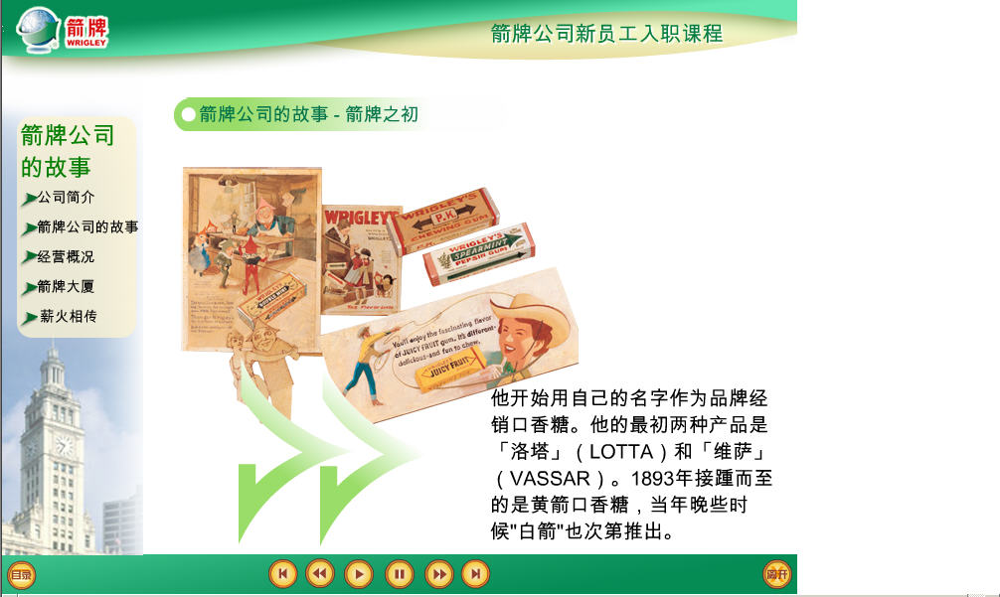 箭牌
WRIGLEY
箭牌公司新员工入职课程
箭牌公司的故事 - 箭牌之初
箭牌公司
的故事
公司简介
箭牌公司的故事
经营概况
箭牌大厦
薪火相传
WRIGLEY'S
WRIGLEY'S
P.K.
CHEWING GUM
WRIGLEY'S
SPEARMINT
PEPSIN GUM
You'll enjoy the fascinating flavor
of JUICY FRUIT gum. It's different-
delicious-and fun to chew.
JUICY FRUIT
他开始用自己的名字作为品牌经
销口香糖。他的最初两种产品是
「洛塔」（LOTTA）和「维萨」
（VASSAR）。1893年接踵而至
的是黄箭口香糖，当年晚些时
候"白箭"也次第推出。
目录
离开